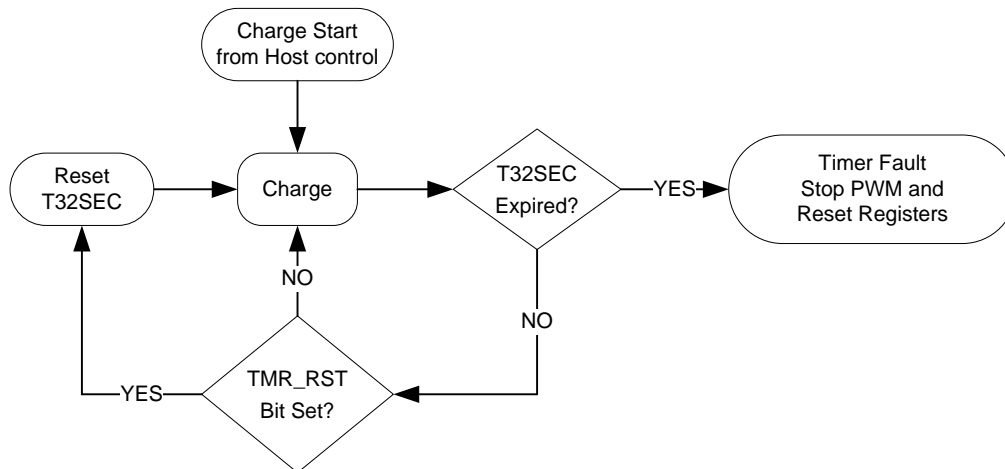 Charge Start
from Host control
Reset
T32SEC
Charge
T32SEC
Expired?
YES
Timer Fault
Stop PWM and
Reset Registers
NO
NO
YES
TMR_RST
Bit Set?